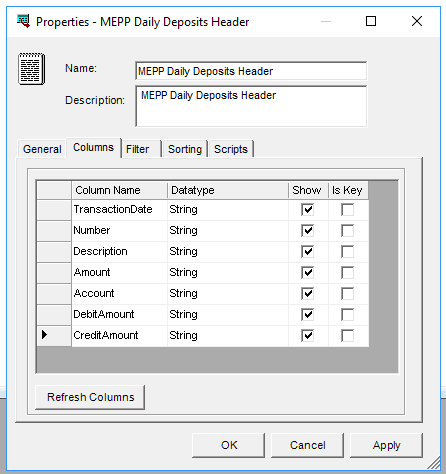 Properties - MEPP Daily Deposits Header
Name: MEPP Daily Deposits Header
Description: MEPP Daily Deposits Header
General Columns Filter Sorting Scripts
Column Name Datatype Show Is Key
TransactionDate String
Number String
Description String
Amount String
Account String
DebitAmount String
CreditAmount String
Refresh Columns
OK Cancel Apply